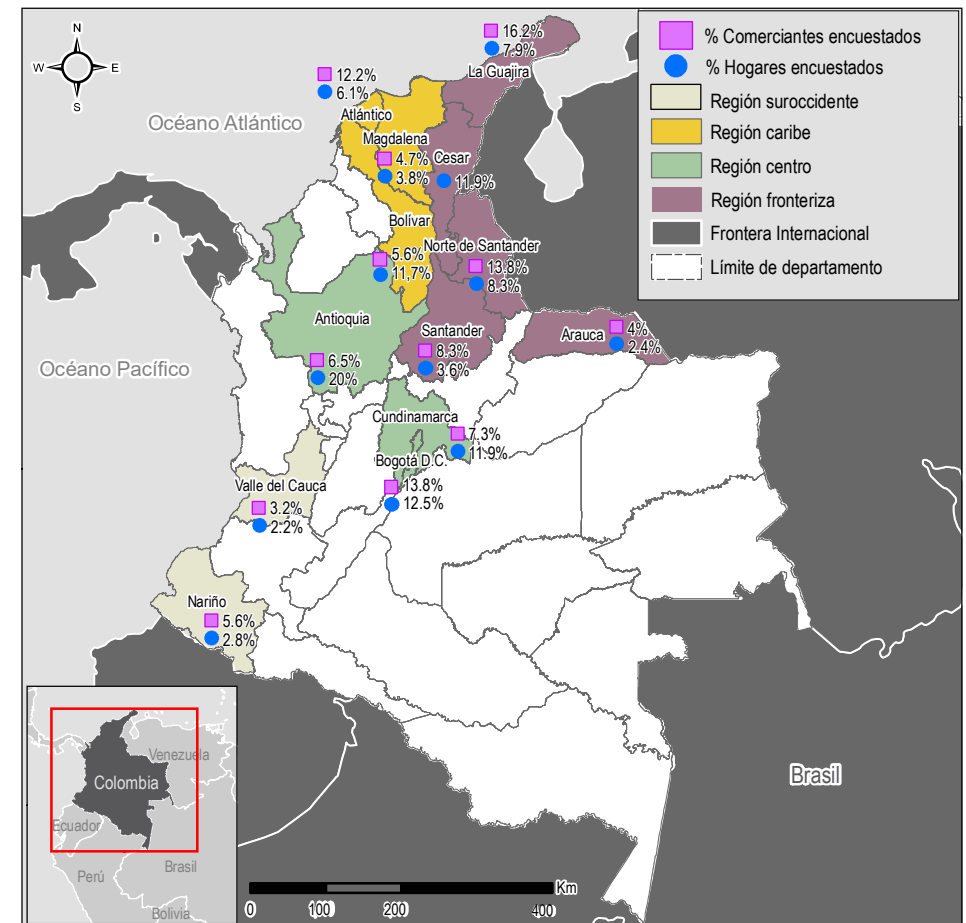 N
W
E
S
16.2%
7.9%
La Guajira
12.2%
6.1%
Atlántico
Océano Atlántico
Magdalena
4.7%
3.8%
Cesar
11.9%
Bolívar
5.6%
11,7%
Norte de Santander
13.8%
8.3%
Antioquia
6.5%
20%
Santander
8.3%
3.6%
Arauca
4%
2.4%
Océano Pacífico
Cundinamarca
7.3%
11.9%
Bogotá D.C.
13.8%
12.5%
Valle del Cauca
3.2%
2.2%
Nariño
5.6%
2.8%
Brasil
% Comerciantes encuestados
% Hogares encuestados
Región suroccidente
Región caribe
Región centro
Región fronteriza
Frontera Internacional
Límite de departamento
Venezuela
Colombia
Ecuador
Perú
Brasil
Bolivia
Km
0 100 200 400